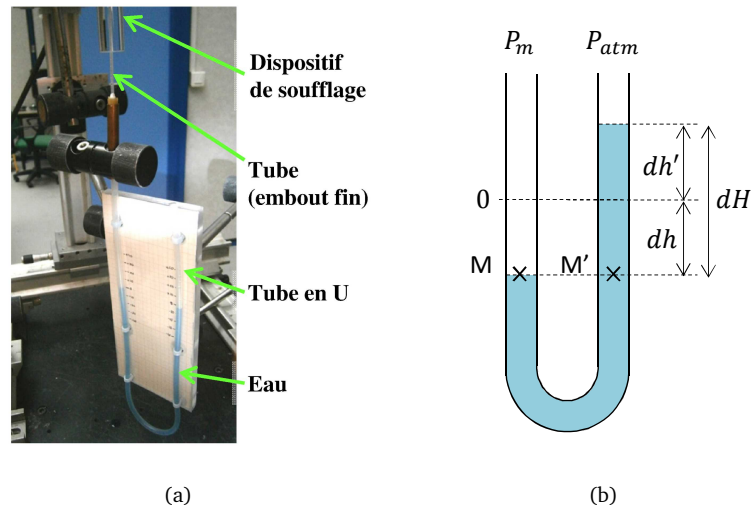 Dispositif
de soufflage
Tube
(embout fin)
Tube en U
Eau
(a)
P_m
P_atm
0
dh'
dH
dh
M
M'
(b)